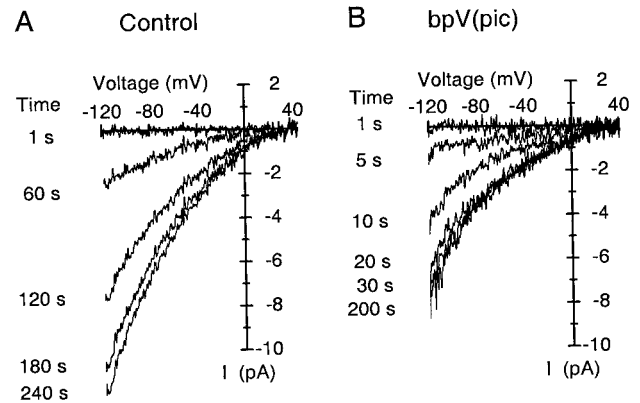 A Control
Voltage (mV)
2
Time
-120 -80 -40 40
1 s
60 s
120 s
180 s
240 s
-2
-4
-6
-8
-10
I (pA)
B bpV(pic)
Voltage (mV)
2
Time
-120 -80 -40 40
1 s
5 s
10 s
20 s
30 s
200 s
-2
-4
-6
-8
-10
I (pA)